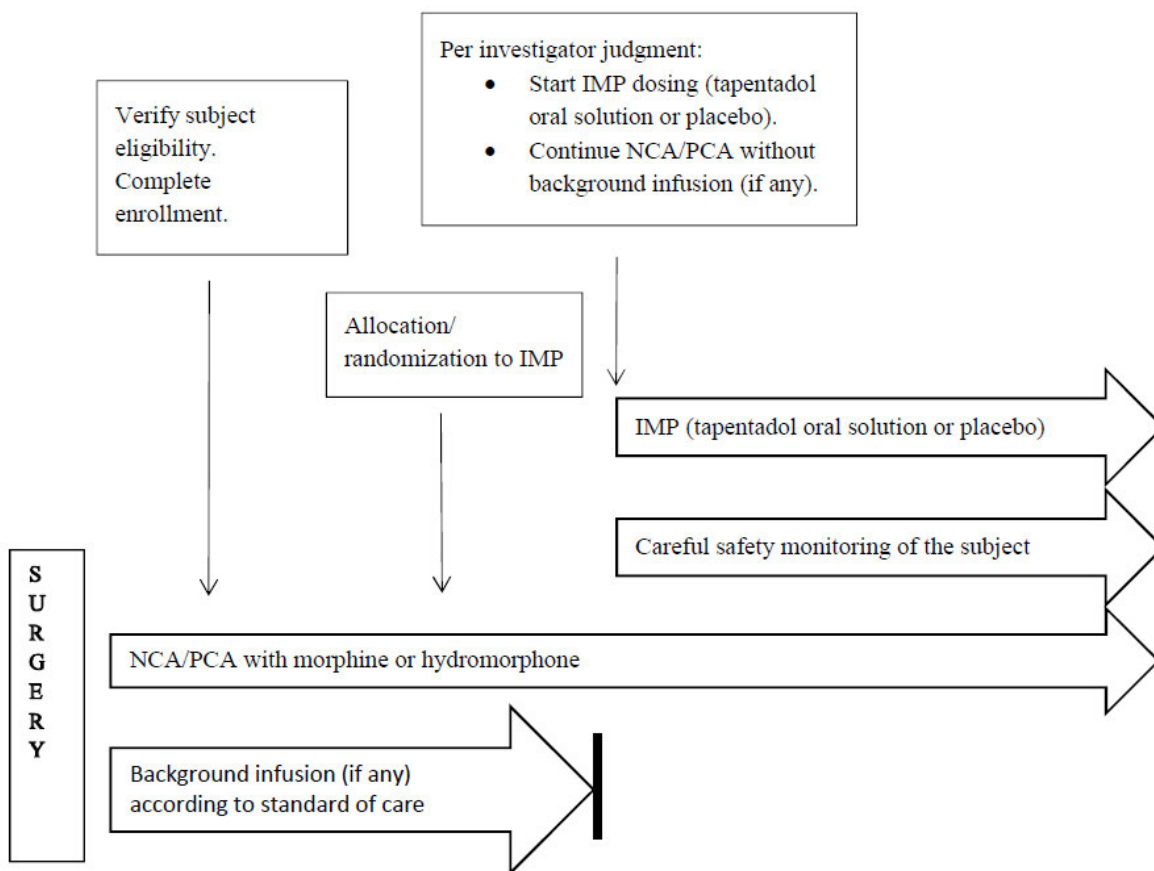 Per investigator judgment:
• Start IMP dosing (tapentadol
oral solution or placebo).
• Continue NCA/PCA without
background infusion (if any).
Verify subject
eligibility.
Complete
enrollment.
Allocation/
randomization to IMP
IMP (tapentadol oral solution or placebo)
Careful safety monitoring of the subject
S
U
R
G
E
R
Y
NCA/PCA with morphine or hydromorphone
Background infusion (if any)
according to standard of care